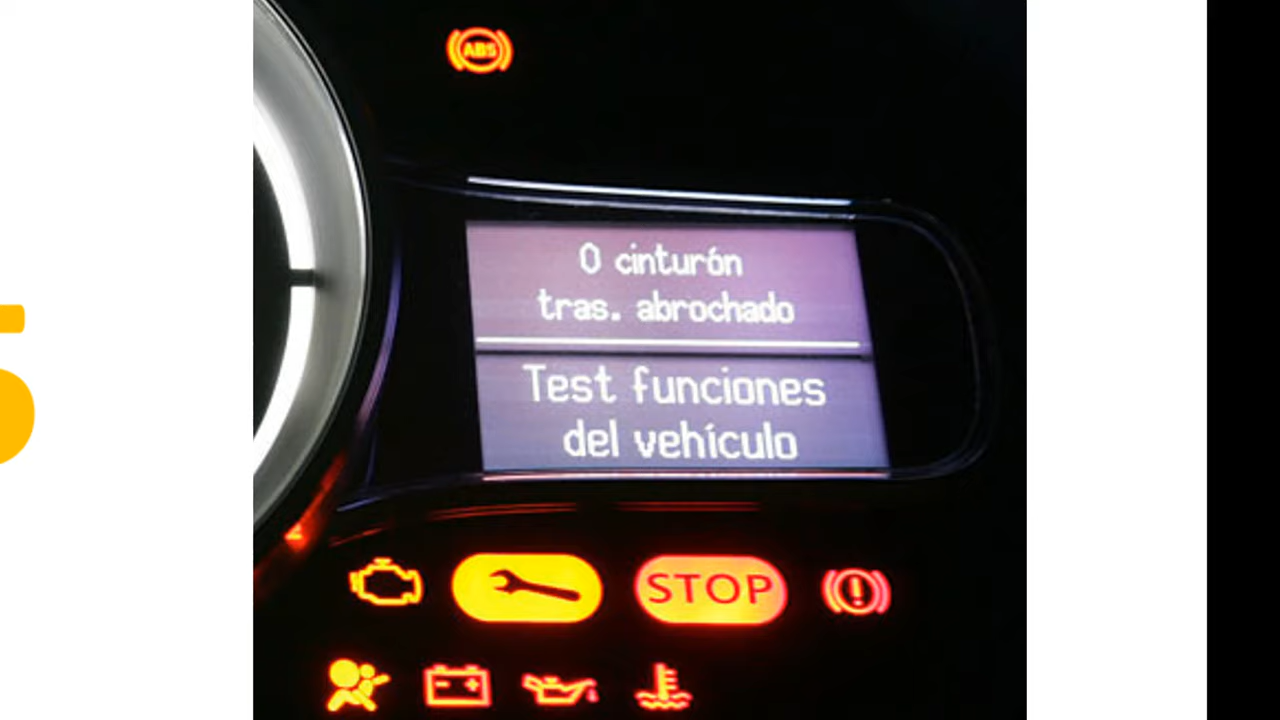 ABS
0 cinturón
tras. abrochado
Test funciones
del vehículo
STOP